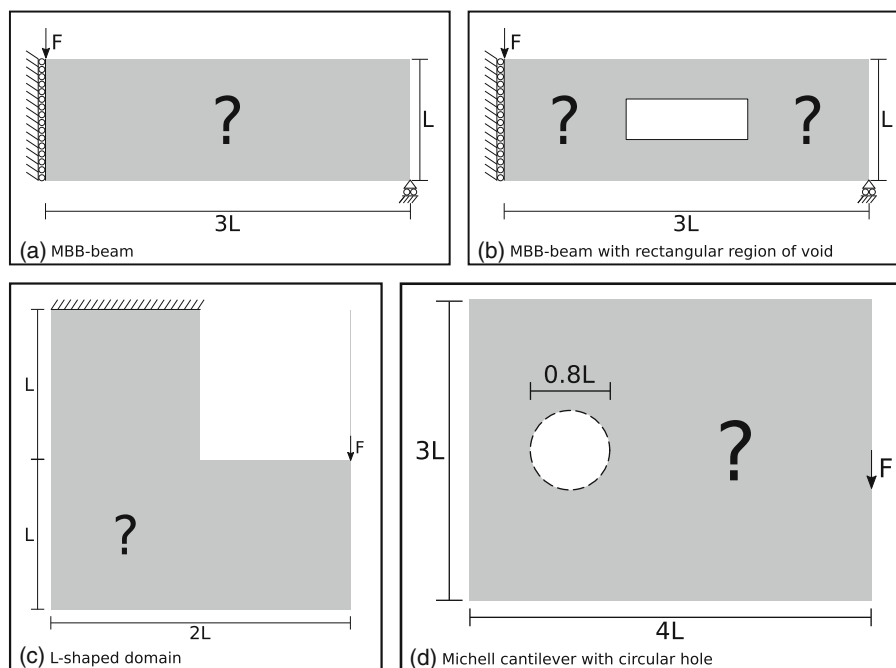 F
?
L
3L
(a) MBB-beam
F
?
?
L
3L
(b) MBB-beam with rectangular region of void
L
F
L
?
2L
(c) L-shaped domain
0.8L
3L
?
F
4L
(d) Michell cantilever with circular hole